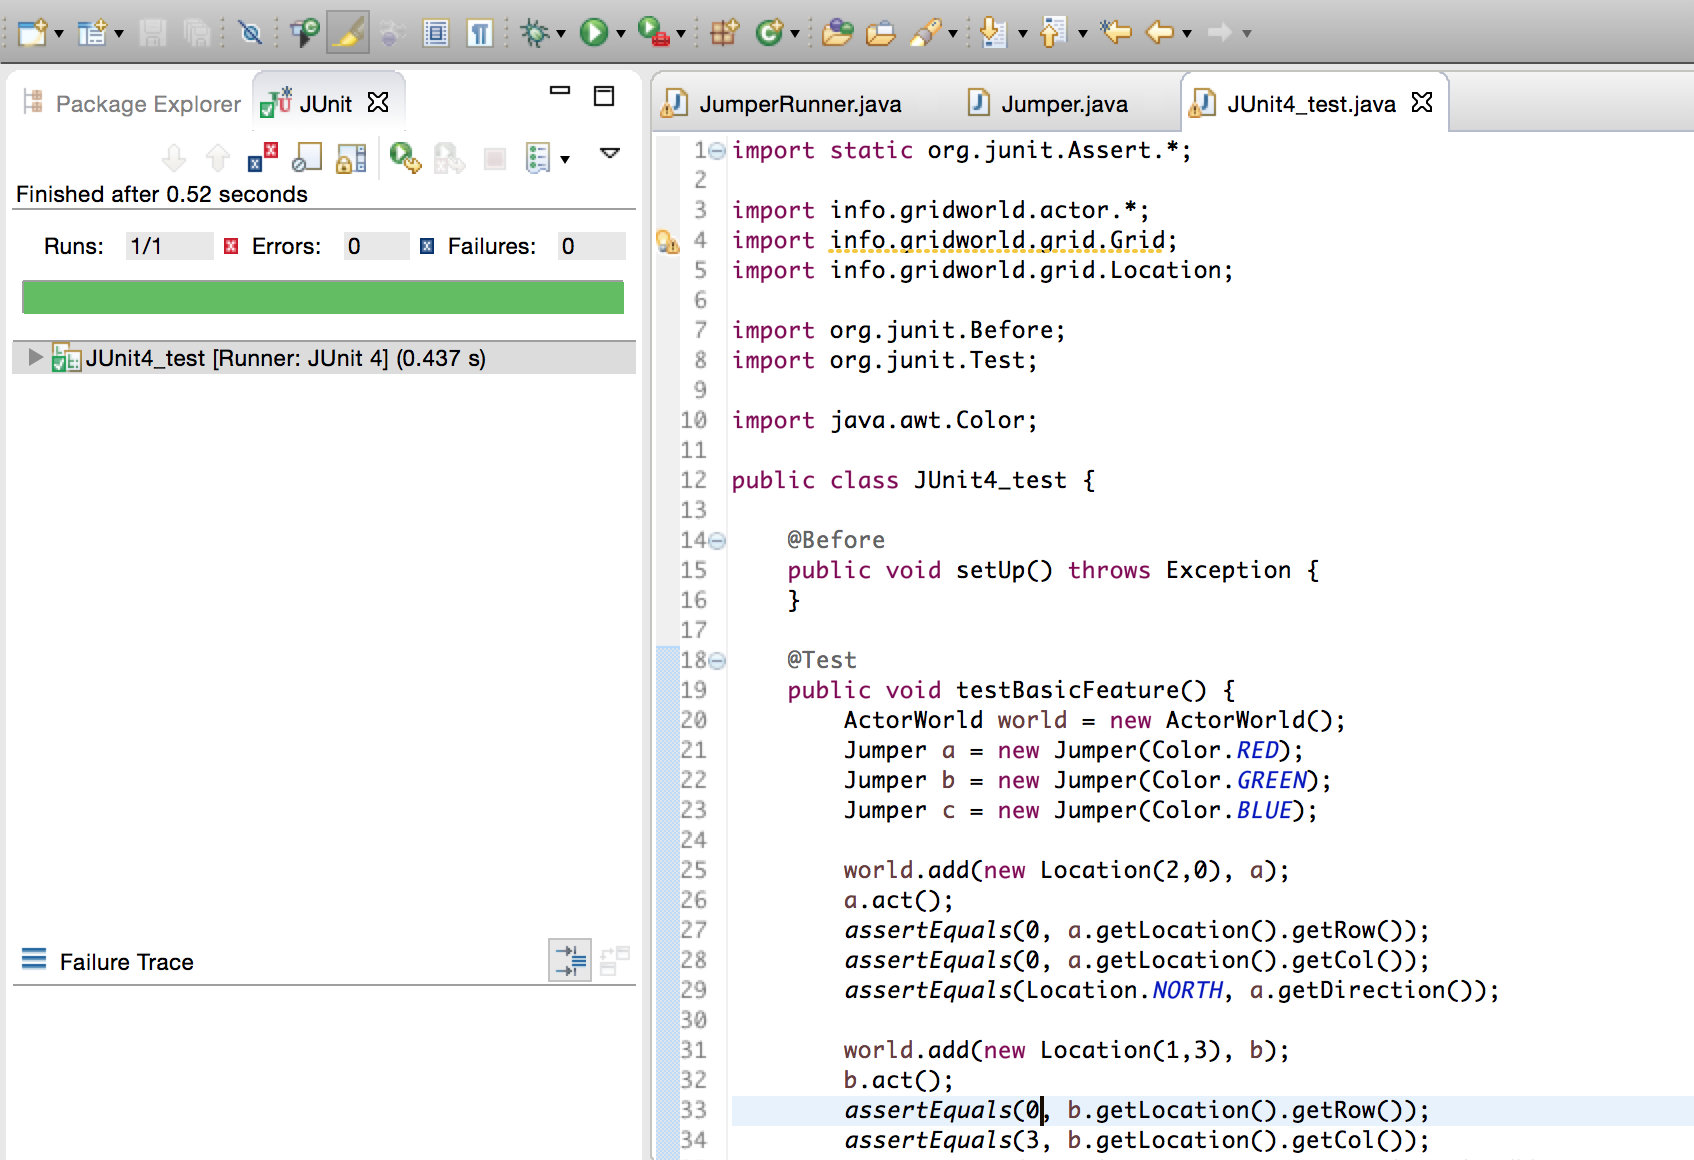 Package Explorer
JUnit
Finished after 0.52 seconds
Runs: 1/1 Errors: 0 Failures: 0
JUnit4_test [Runner: JUnit 4] (0.437 s)
Failure Trace
JumperRunner.java Jumper.java JUnit4_test.java
1 import static org.junit.Assert.*;
2
3 import info.gridworld.actor.*;
4 import info.gridworld.grid.Grid;
5 import info.gridworld.grid.Location;
6
7 import org.junit.Before;
8 import org.junit.Test;
9
10 import java.awt.Color;
11
12 public class JUnit4_test {
13
14 @Before
15 public void setUp() throws Exception {
16 }
17
18 @Test
19 public void testBasicFeature() {
20 ActorWorld world = new ActorWorld();
21 Jumper a = new Jumper(Color.RED);
22 Jumper b = new Jumper(Color.GREEN);
23 Jumper c = new Jumper(Color.BLUE);
24
25 world.add(new Location(2,0), a);
26 a.act();
27 assertEquals(0, a.getLocation().getRow());
28 assertEquals(0, a.getLocation().getCol());
29 assertEquals(Location.NORTH, a.getDirection());
30
31 world.add(new Location(1,3), b);
32 b.act();
33 assertEquals(0, b.getLocation().getRow());
34 assertEquals(3, b.getLocation().getCol());